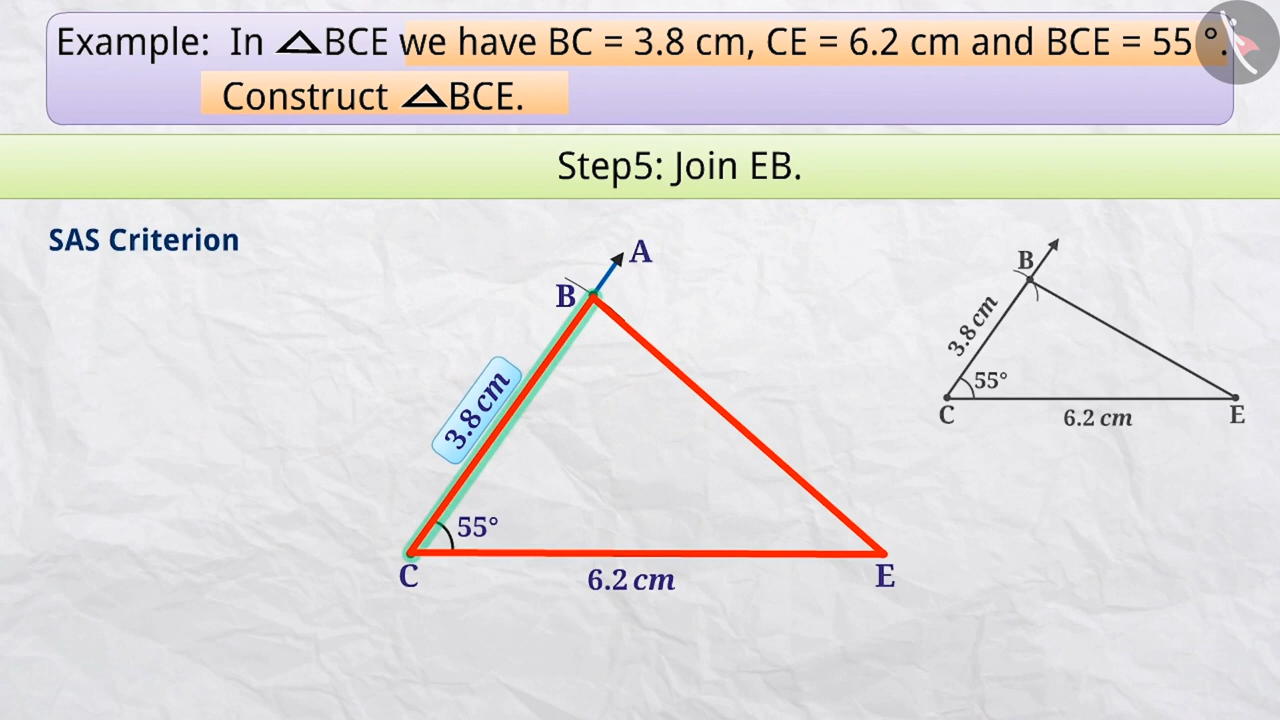 Example: In △BCE we have BC = 3.8 cm, CE = 6.2 cm and BCE = 55 °.
Construct △BCE.
Step5: Join EB.
SAS Criterion
A
B
3.8 cm
55°
C
E
6.2 cm
B
3.8 cm
55°
C
E
6.2 cm